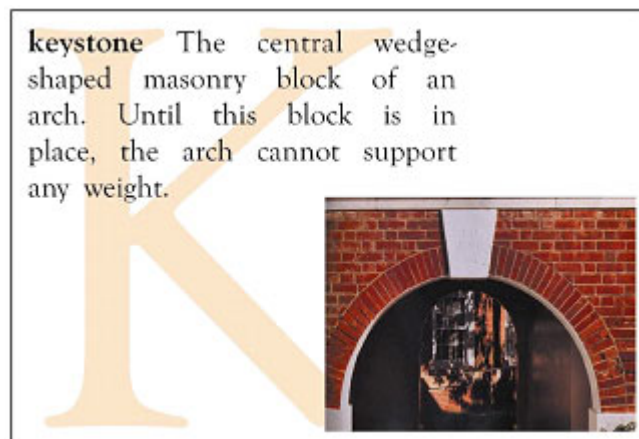 K
keystone The central wedge-
shaped masonry block of an
arch. Until this block is in
place, the arch cannot support
any weight.